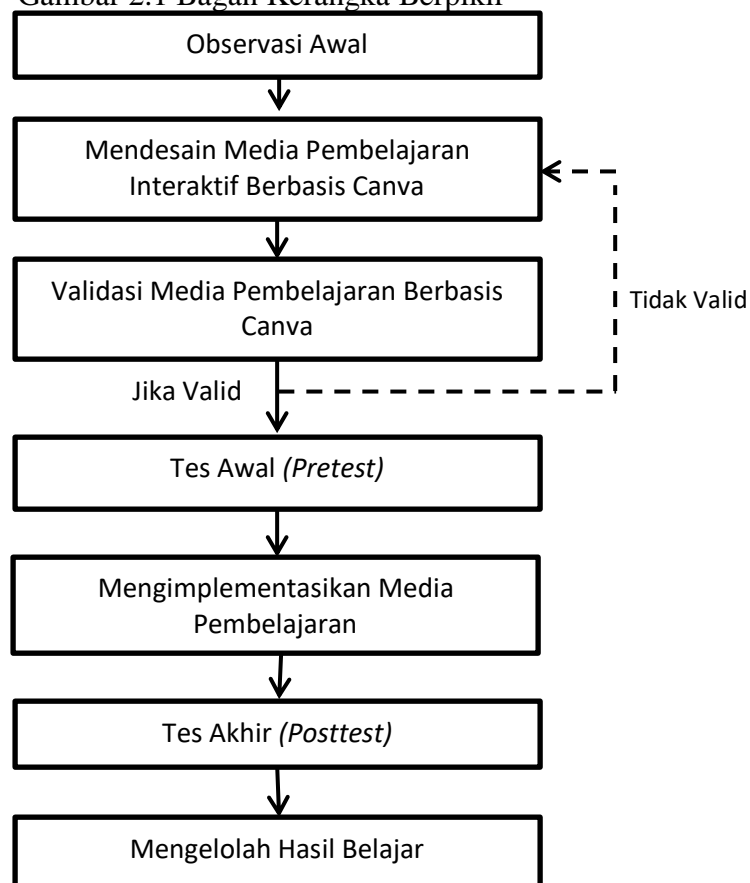 Gambar 2.1 Bagan Kerangka Berpikir
Observasi Awal
Mendesain Media Pembelajaran
Interaktif Berbasis Canva
Validasi Media Pembelajaran Berbasis
Canva
Tidak Valid
Jika Valid
Tes Awal (Pretest)
Mengimplementasikan Media
Pembelajaran
Tes Akhir (Posttest)
Mengelolah Hasil Belajar